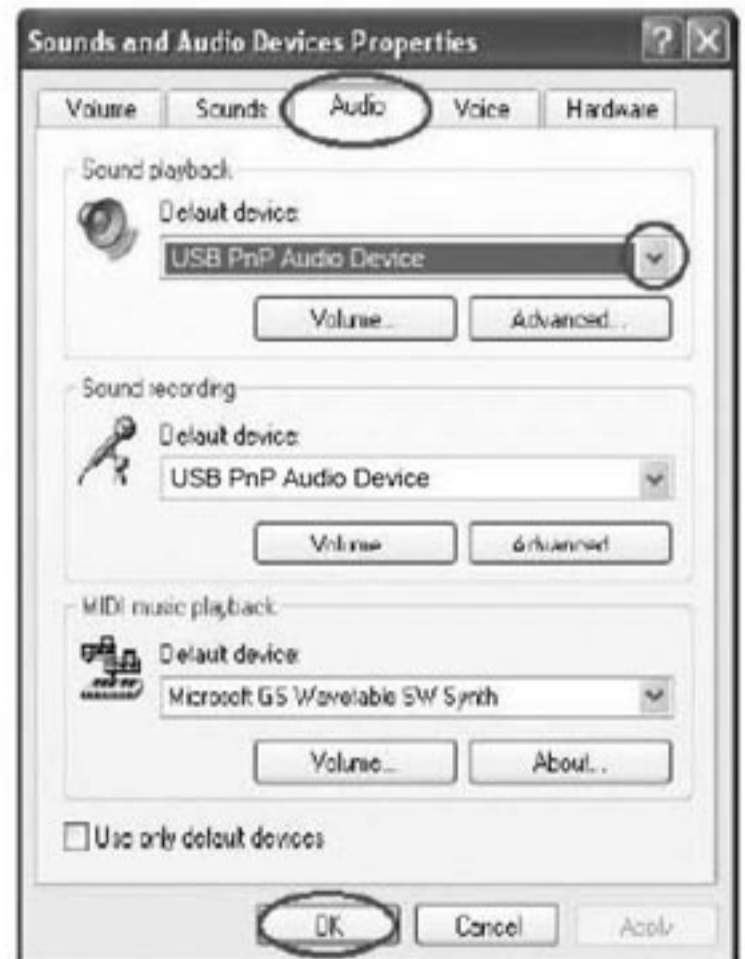 Sounds and Audio Devices Properties
Volume Sounds Audio Voice Hardware
Sound playback
Default device:
USB PnP Audio Device
Volume... Advanced...
Sound recording
Default device:
USB PnP Audio Device
Volume Advanced
MIDI music playback
Default device:
Microsoft GS Wavetable SW Synth
Volume... About...
Use only default devices
OK Cancel Apply